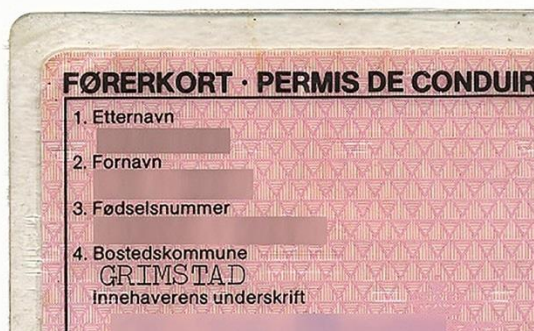 FØRERKORT · PERMIS DE CONDUIR
1. Etternavn
2. Fornavn
3. Fødselsnummer
4. Bostedskommune
GRIMSTAD
Innehaverens underskrift